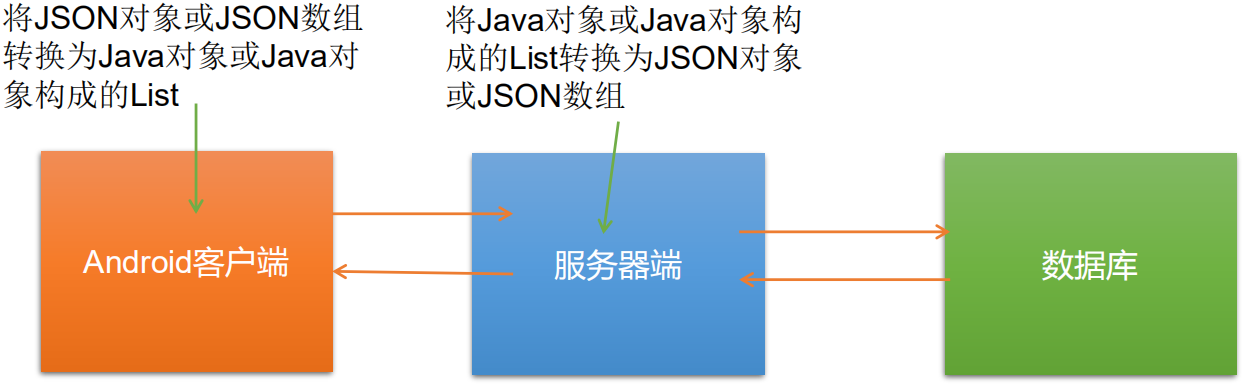 将JSON对象或JSON数组
转换为Java对象或Java对
象构成的List
将Java对象或Java对象构
成的List转换为JSON对象
或JSON数组
Android客户端
服务器端
数据库